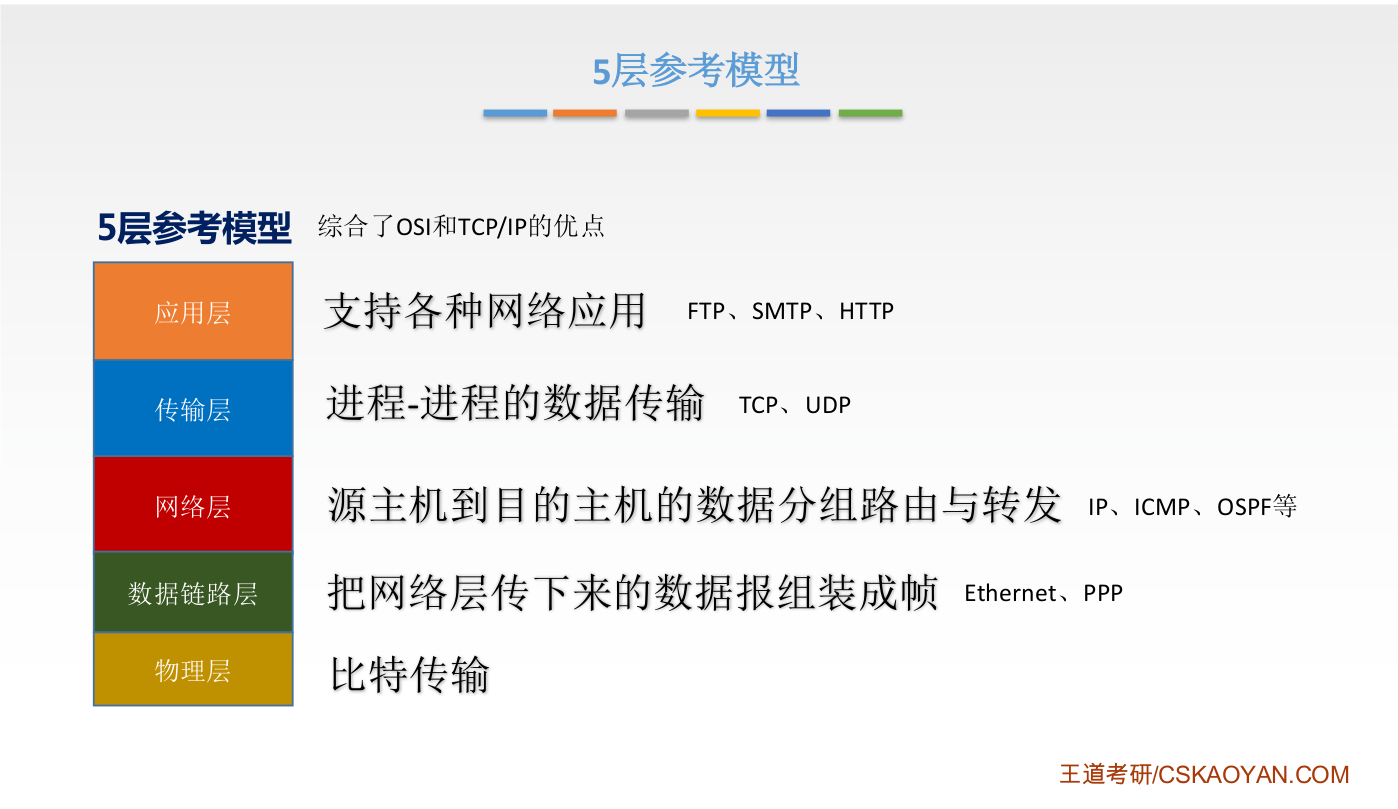 5层参考模型
5层参考模型 综合了OSI和TCP/IP的优点
应用层 支持各种网络应用 FTP、SMTP、HTTP
传输层 进程-进程的数据传输 TCP、UDP
网络层 源主机到目的主机的数据分组路由与转发 IP、ICMP、OSPF等
数据链路层 把网络层传下来的数据报组装成帧 Ethernet、PPP
物理层 比特传输
王道考研/CSKAOYAN.COM